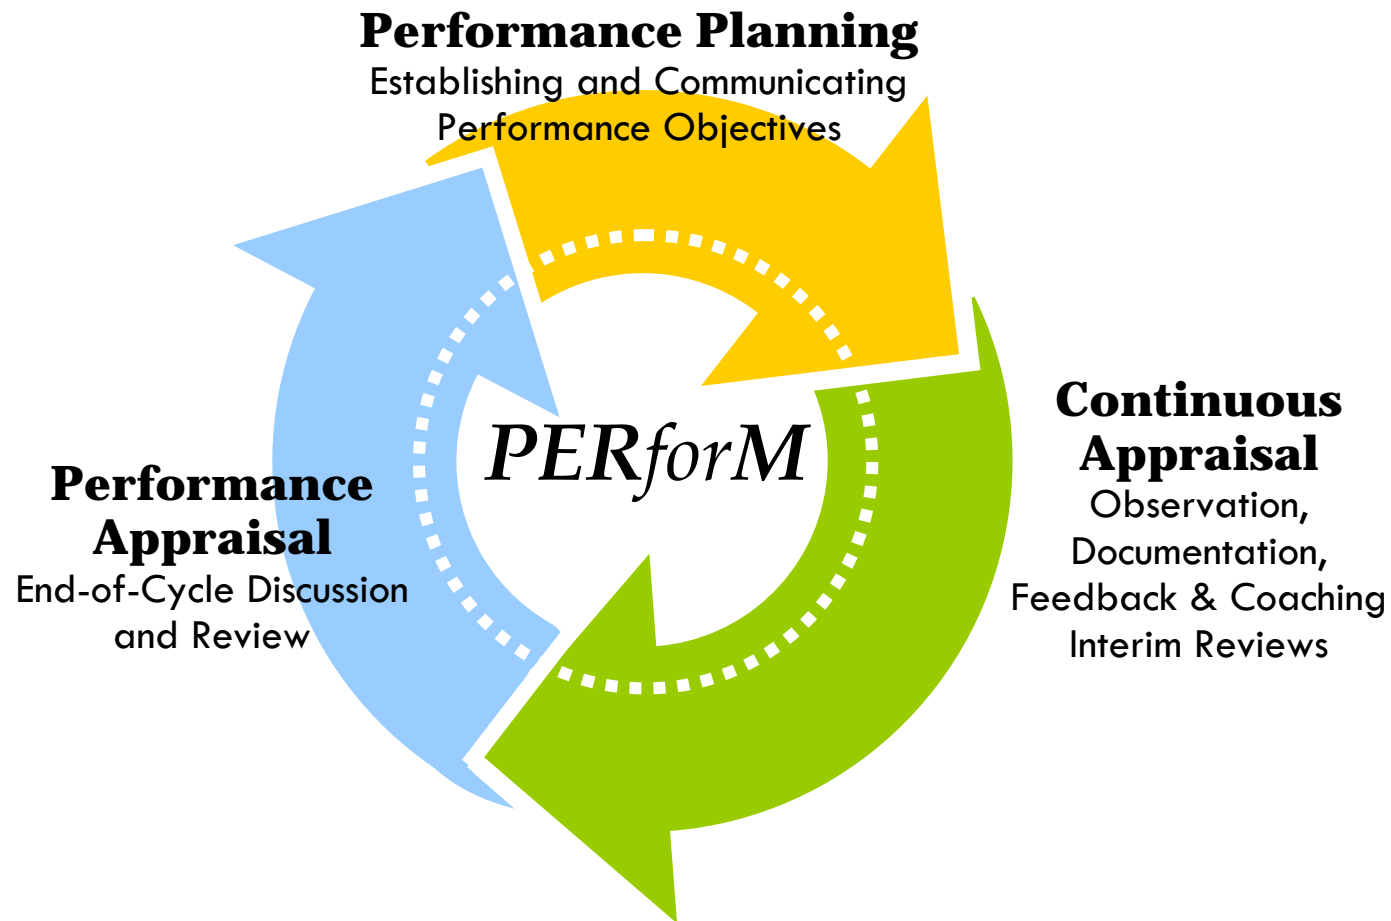 Performance Planning
Establishing and Communicating
Performance Objectives
Continuous
Appraisal
Observation,
Documentation,
Feedback & Coaching
Interim Reviews
PERforM
Performance
Appraisal
End-of-Cycle Discussion
and Review